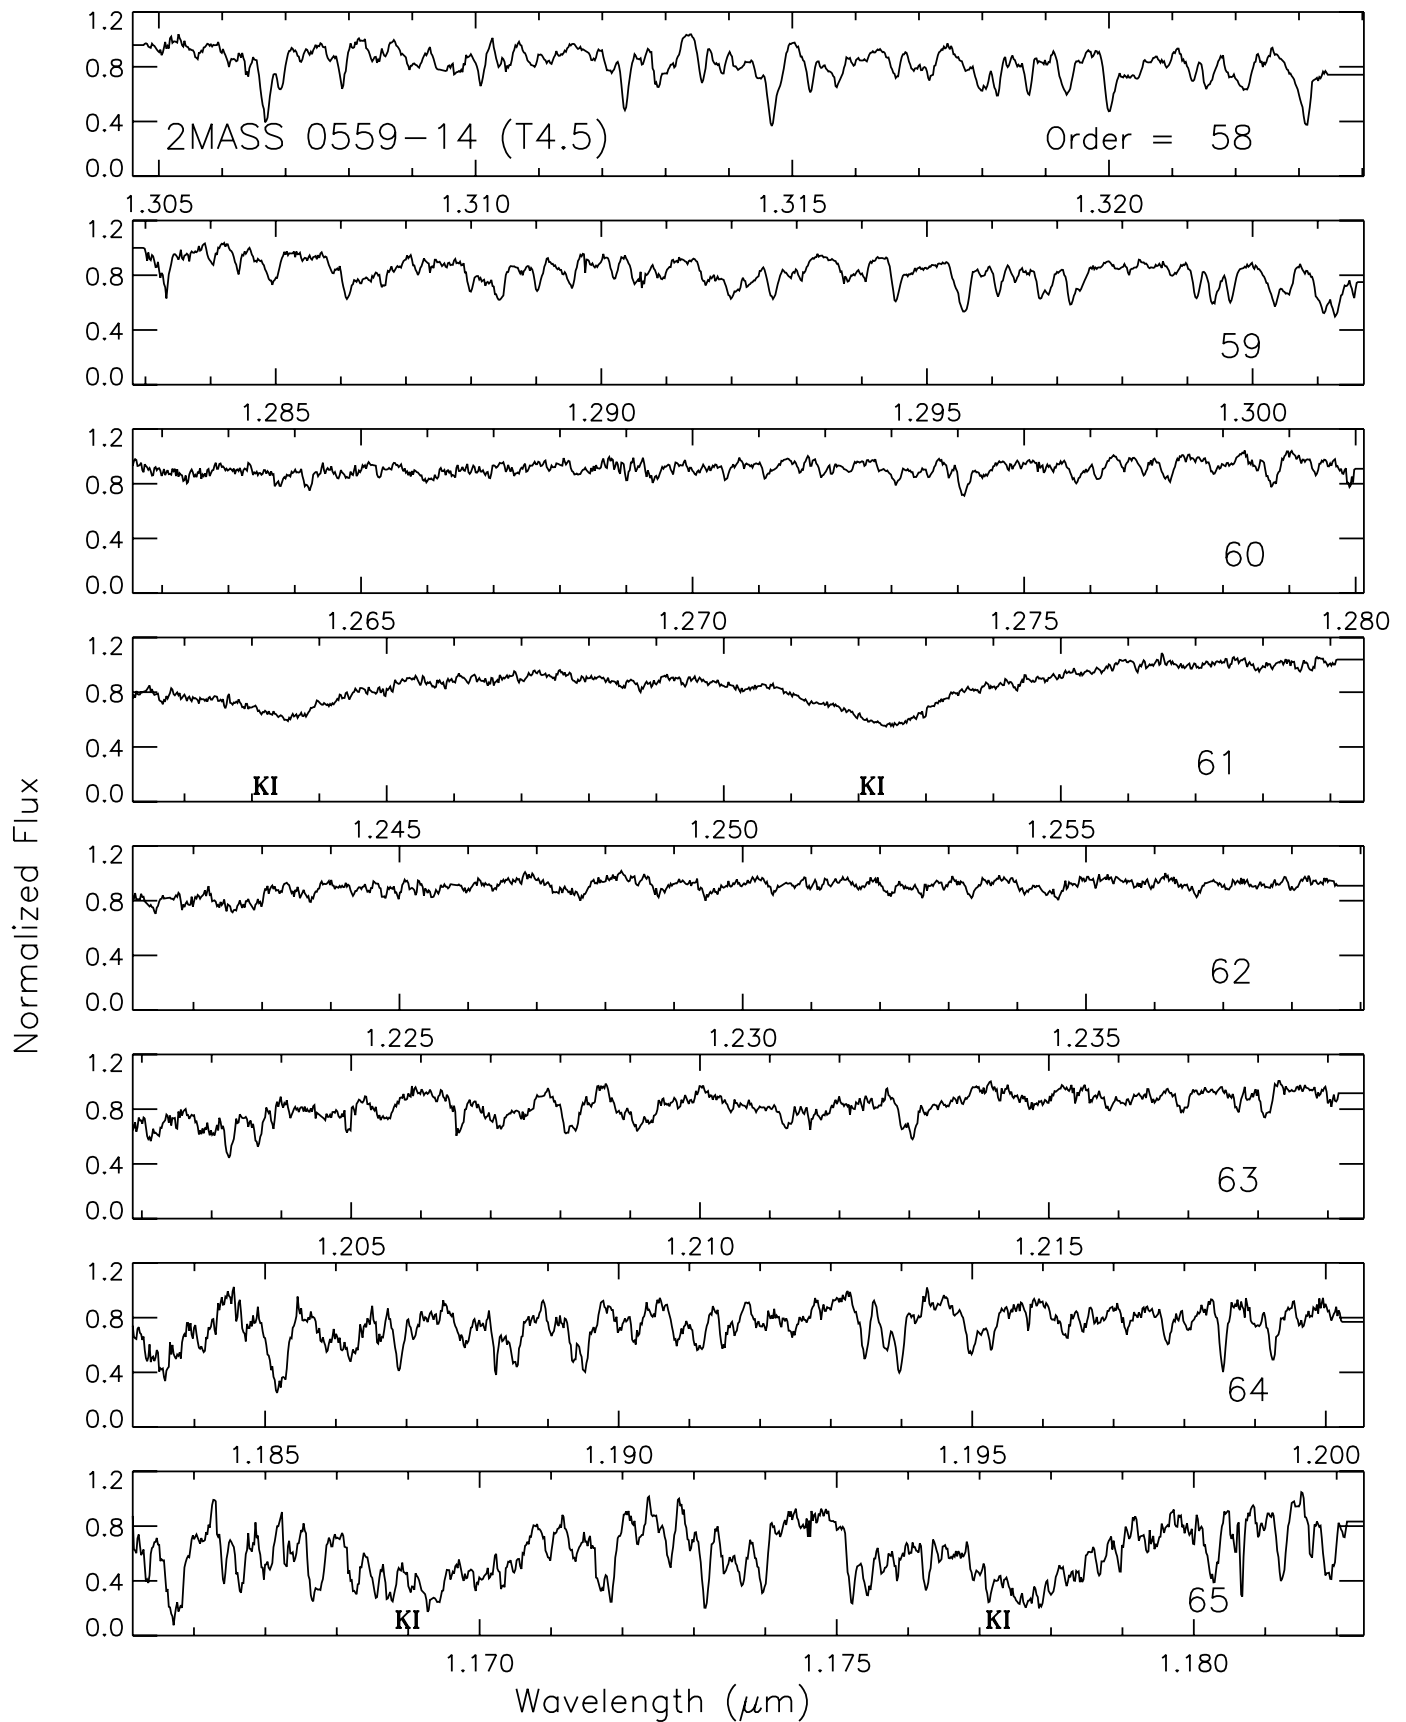 1.2
0.8
0.4
0.0
2MASS 0559−14 (T4.5)
Order = 58
1.305 1.310 1.315 1.320
1.2
0.8
0.4
0.0
59
1.285 1.290 1.295 1.300
1.2
0.8
0.4
0.0
60
1.265 1.270 1.275 1.280
1.2
0.8
0.4
0.0
KI KI
61
1.245 1.250 1.255
Normalized Flux
1.2
0.8
0.4
0.0
62
1.225 1.230 1.235
1.2
0.8
0.4
0.0
63
1.205 1.210 1.215
1.2
0.8
0.4
0.0
64
1.185 1.190 1.195 1.200
1.2
0.8
0.4
0.0
KI KI
65
1.170 1.175 1.180
Wavelength (μm)